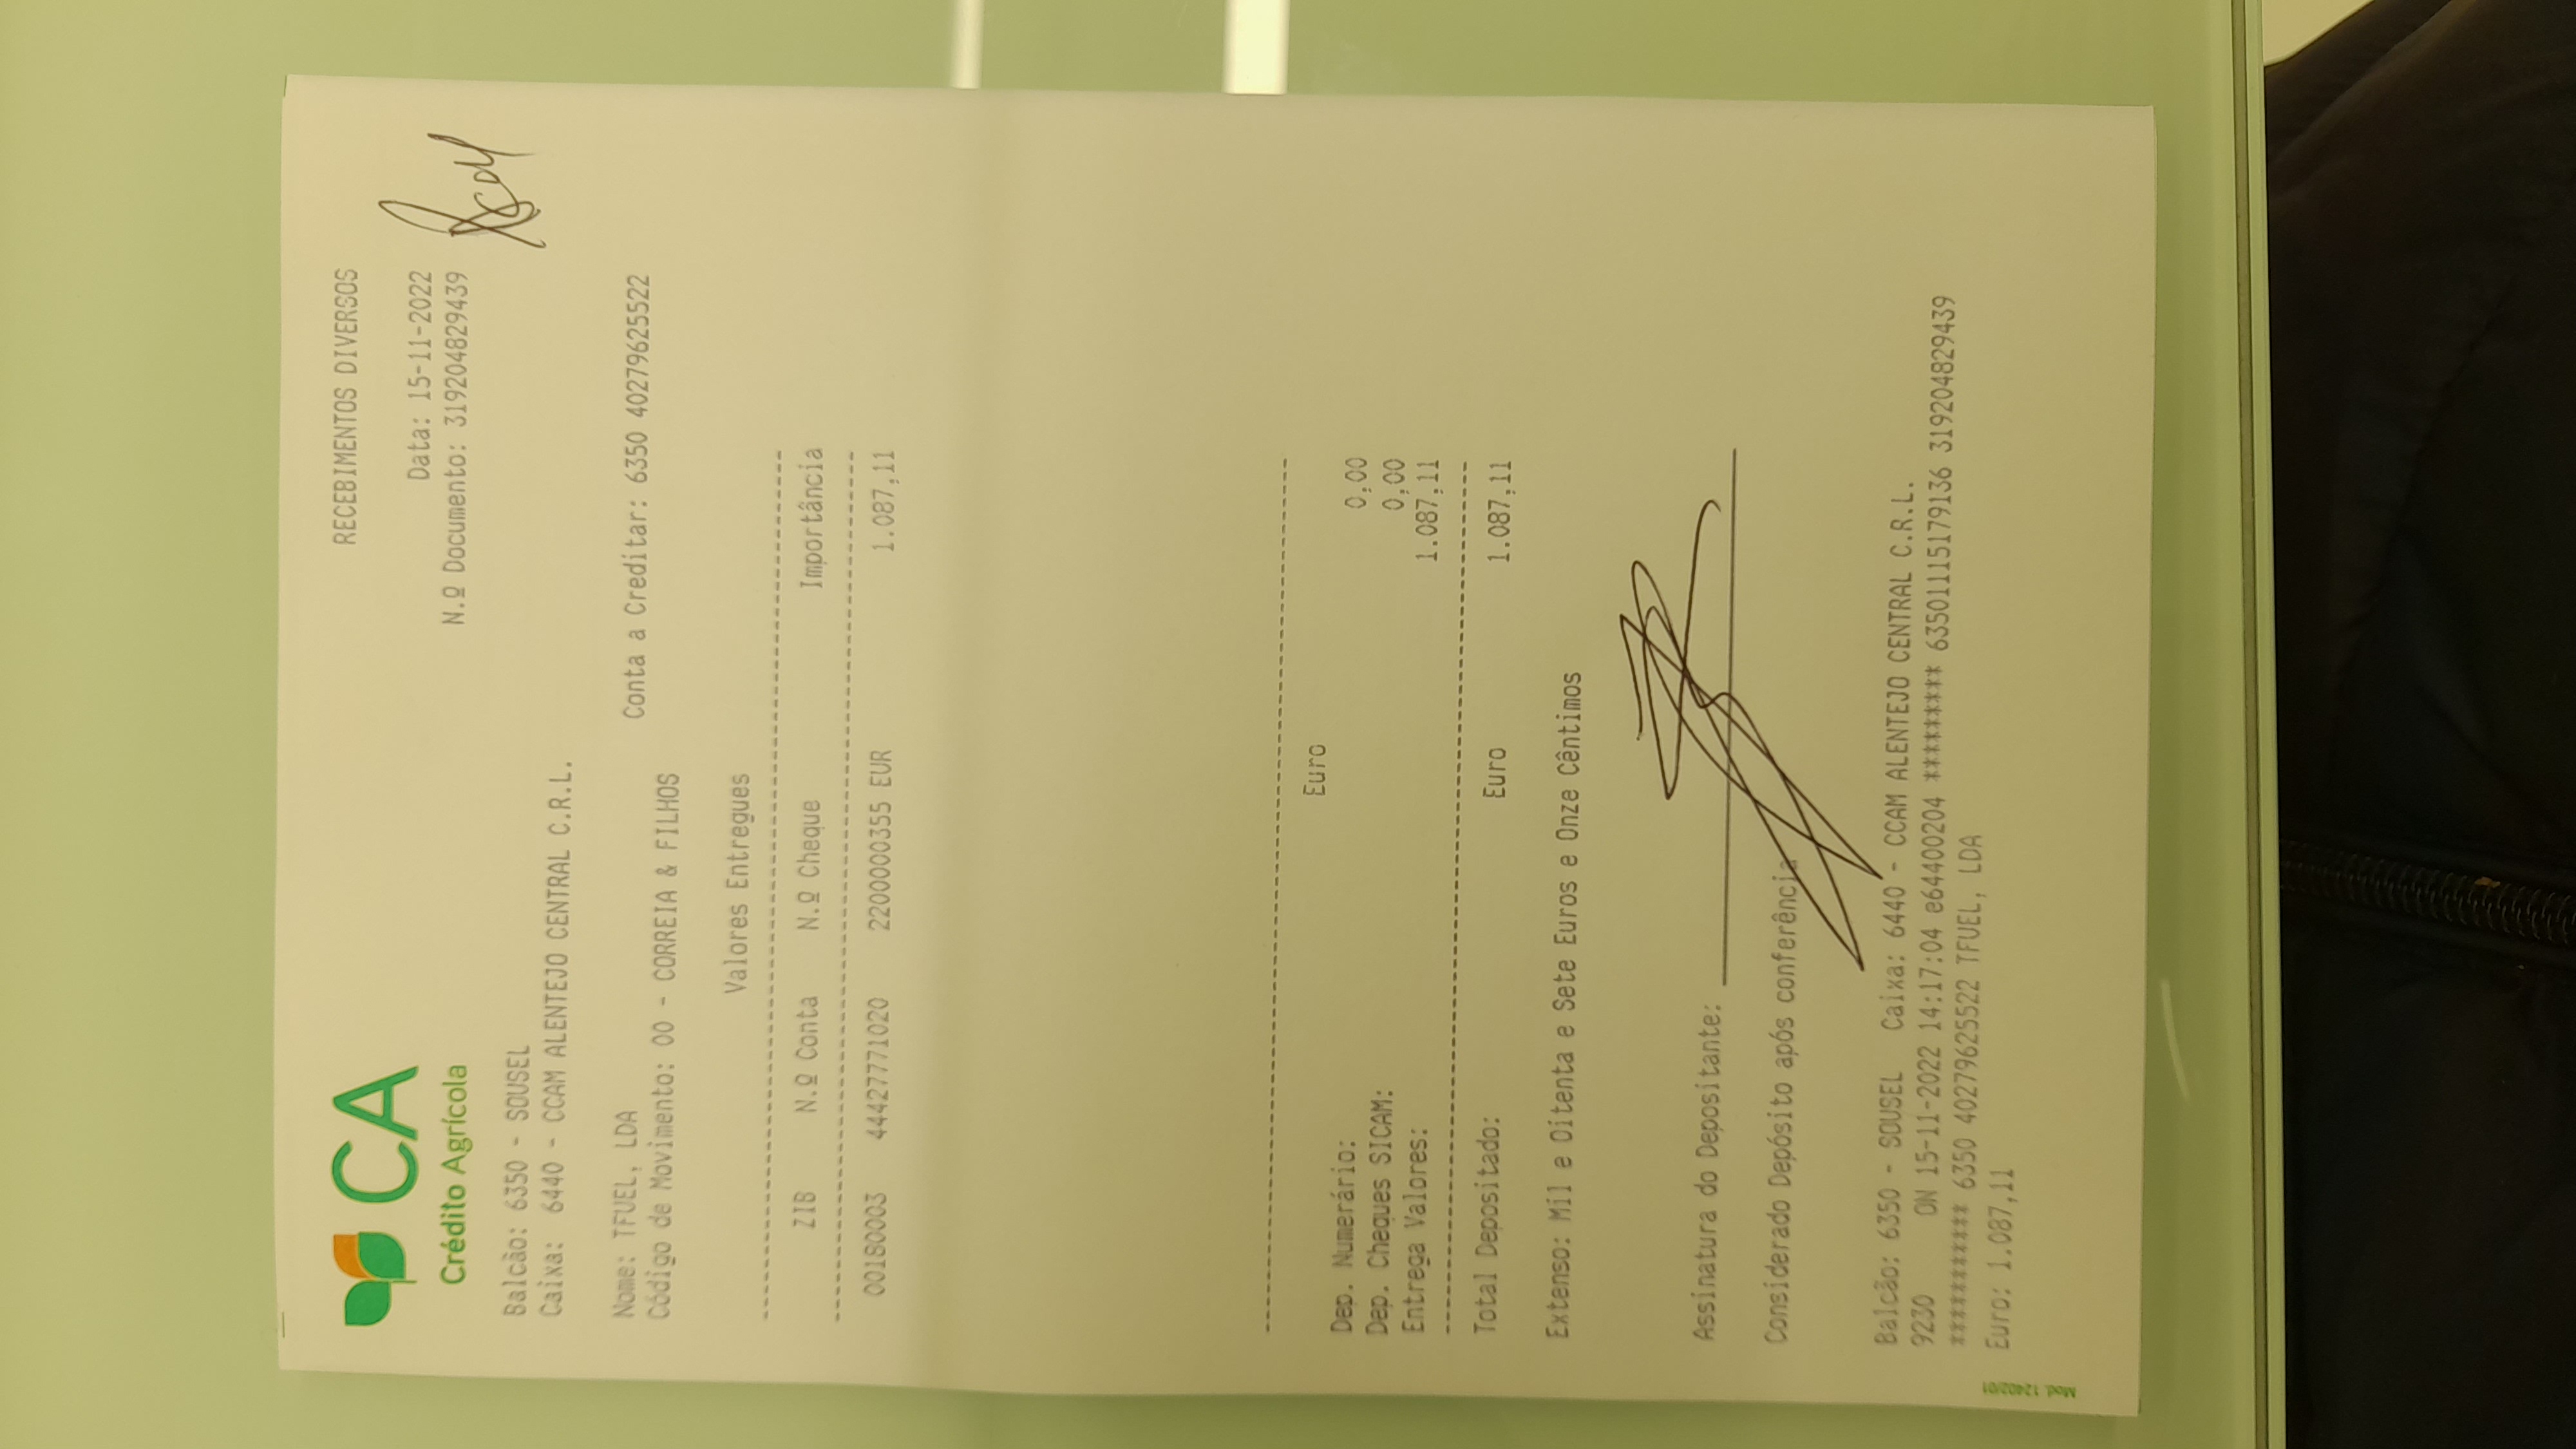 CA
Crédito Agrícola
RECEBIMENTOS DIVERSOS
Data: 15-11-2022
N.º Documento: 319204829439
Balcão: 6350 - SOUSEL
Caixa: 6440 - CCAM ALENTEJO CENTRAL C.R.L.
Nome: TFUEL, LDA
Conta a Creditar: 6350 40279625522
Código de Movimento: 00 - CORREIA & FILHOS
Valores Entregues
ZIB N.º Conta N.º Cheque Importância
00180003 44427771020 2200000355 EUR 1.087,11
Euro
Dep. Numerário: 0,00
Dep. Cheques SICAM: 0,00
Entrega Valores: 1.087,11
Total Depositado: Euro 1.087,11
Extenso: Mil e Oitenta e Sete Euros e Onze Cêntimos
Assinatura do Depositante:
Considerado Depósito após conferência
Balcão: 6350 - SOUSEL Caixa: 6440 - CCAM ALENTEJO CENTRAL C.R.L.
9230 ON 15-11-2022 14:17:04 e64400204 ******** 6350111515179136 319204829439
********** 6350 40279625522 TFUEL, LDA
Euro: 1.087,11
Mod. 12402/01